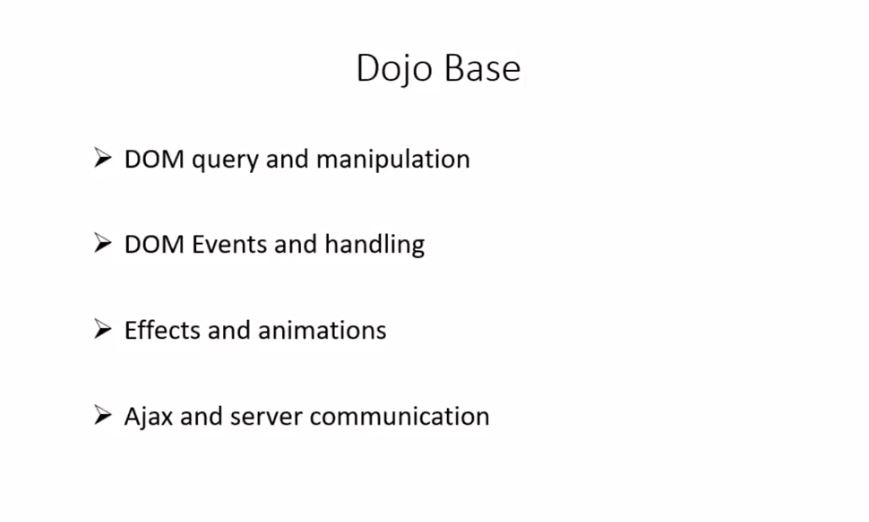 Dojo Base
➢ DOM query and manipulation
➢ DOM Events and handling
➢ Effects and animations
➢ Ajax and server communication